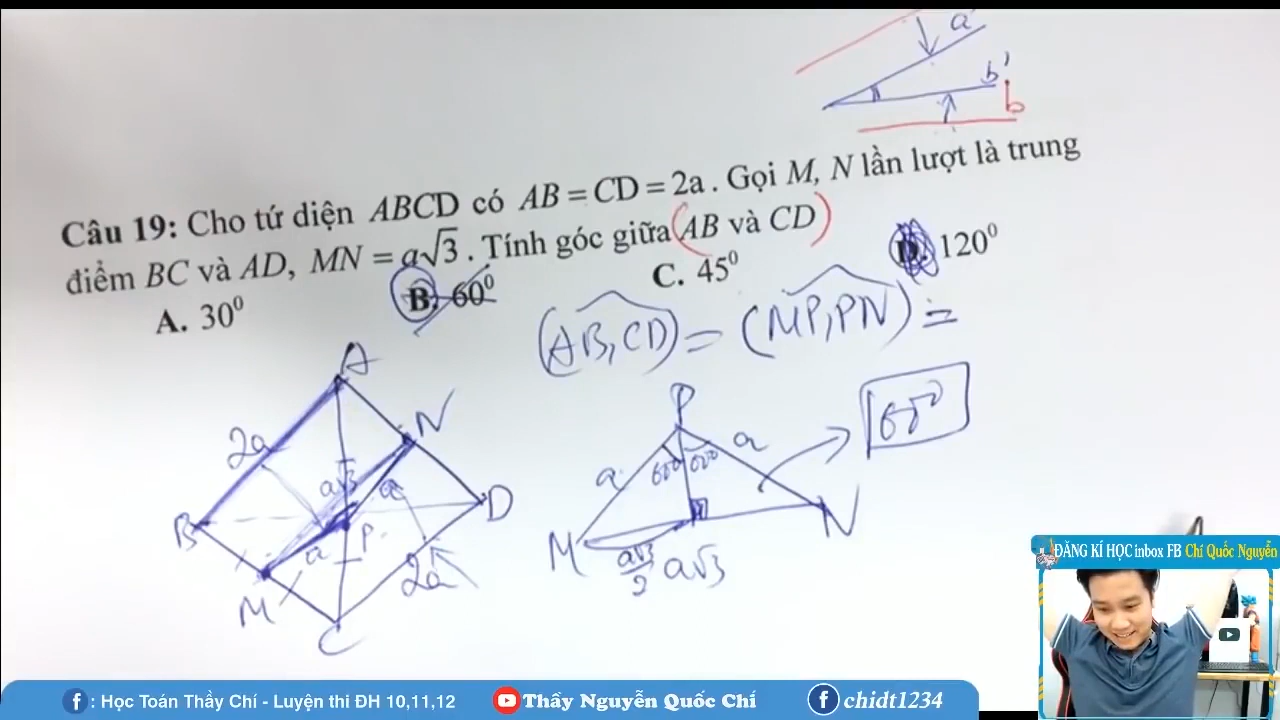 a'
b'
b
Câu 19: Cho tứ diện ABCD có AB = CD = 2a. Gọi M, N lần lượt là trung
điểm BC và AD, MN = a√3. Tính góc giữa (AB và CD)
A. 30⁰
B. 60⁰
C. 45⁰
D. 120⁰
(AB, CD) = (MP, PN) =
A
N
2a
a√3
a
B
D
P
a
2a
M
C
P
a
a
60⁰
60⁰
60⁰
M
N
a√3/2
a√3
ĐĂNG KÍ HỌC inbox FB Chí Quốc Nguyễn
f : Học Toán Thầy Chí - Luyện thi ĐH 10,11,12
Thầy Nguyễn Quốc Chí
f chidt1234